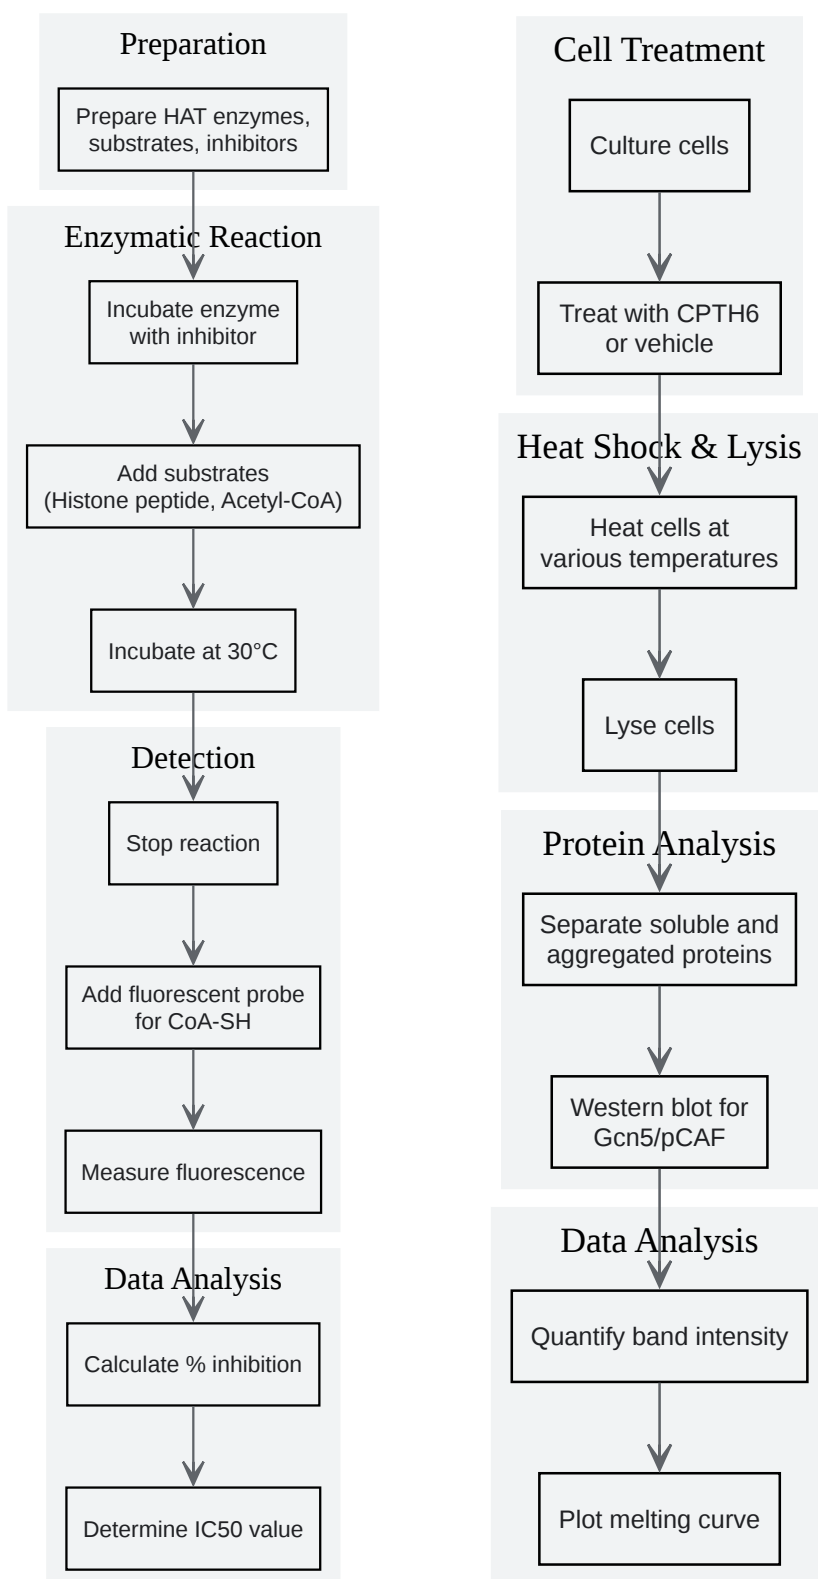 Preparation
Prepare HAT enzymes,
substrates, inhibitors
Enzymatic Reaction
Incubate enzyme
with inhibitor
Add substrates
(Histone peptide, Acetyl-CoA)
Incubate at 30°C
Detection
Stop reaction
Add fluorescent probe
for CoA-SH
Measure fluorescence
Data Analysis
Calculate % inhibition
Determine IC50 value
Cell Treatment
Culture cells
Treat with CPTH6
or vehicle
Heat Shock & Lysis
Heat cells at
various temperatures
Lyse cells
Protein Analysis
Separate soluble and
aggregated proteins
Western blot for
Gcn5/pCAF
Data Analysis
Quantify band intensity
Plot melting curve